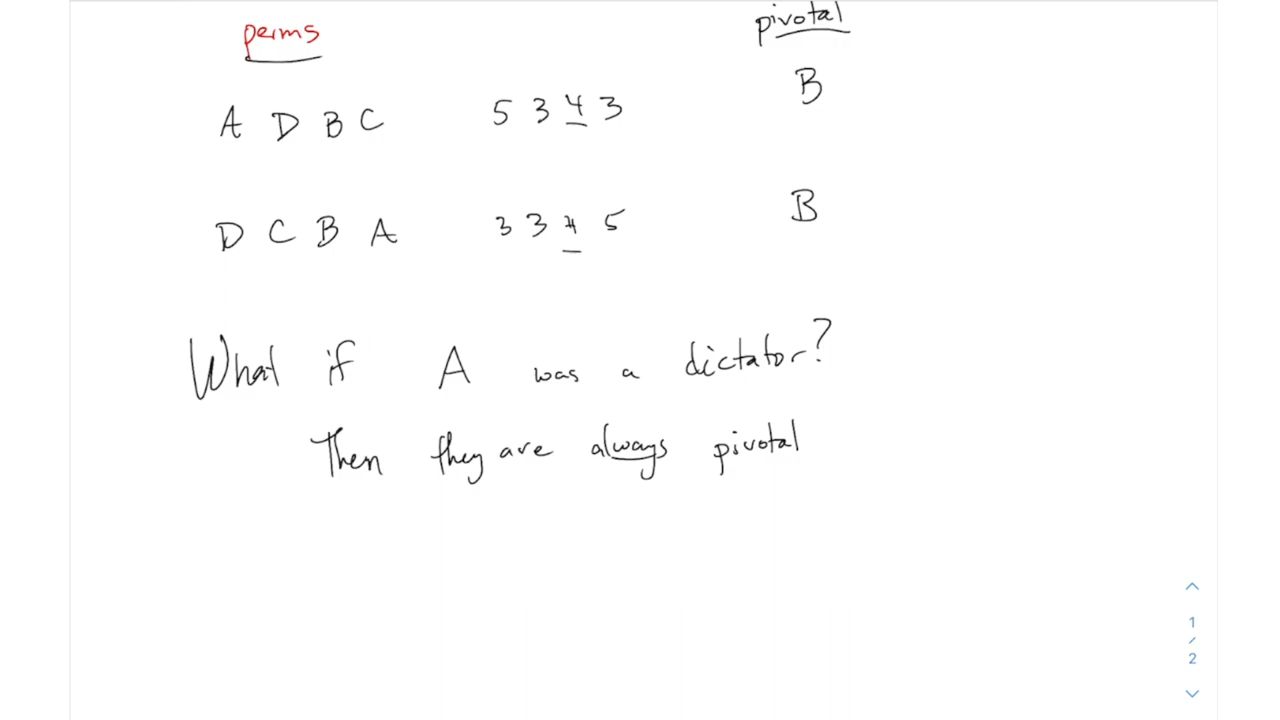 perms pivotal
A D B C 5 3 4 3 B
D C B A 3 3 4 5 B
What if A was a dictator?
Then they are always pivotal
1
/
2